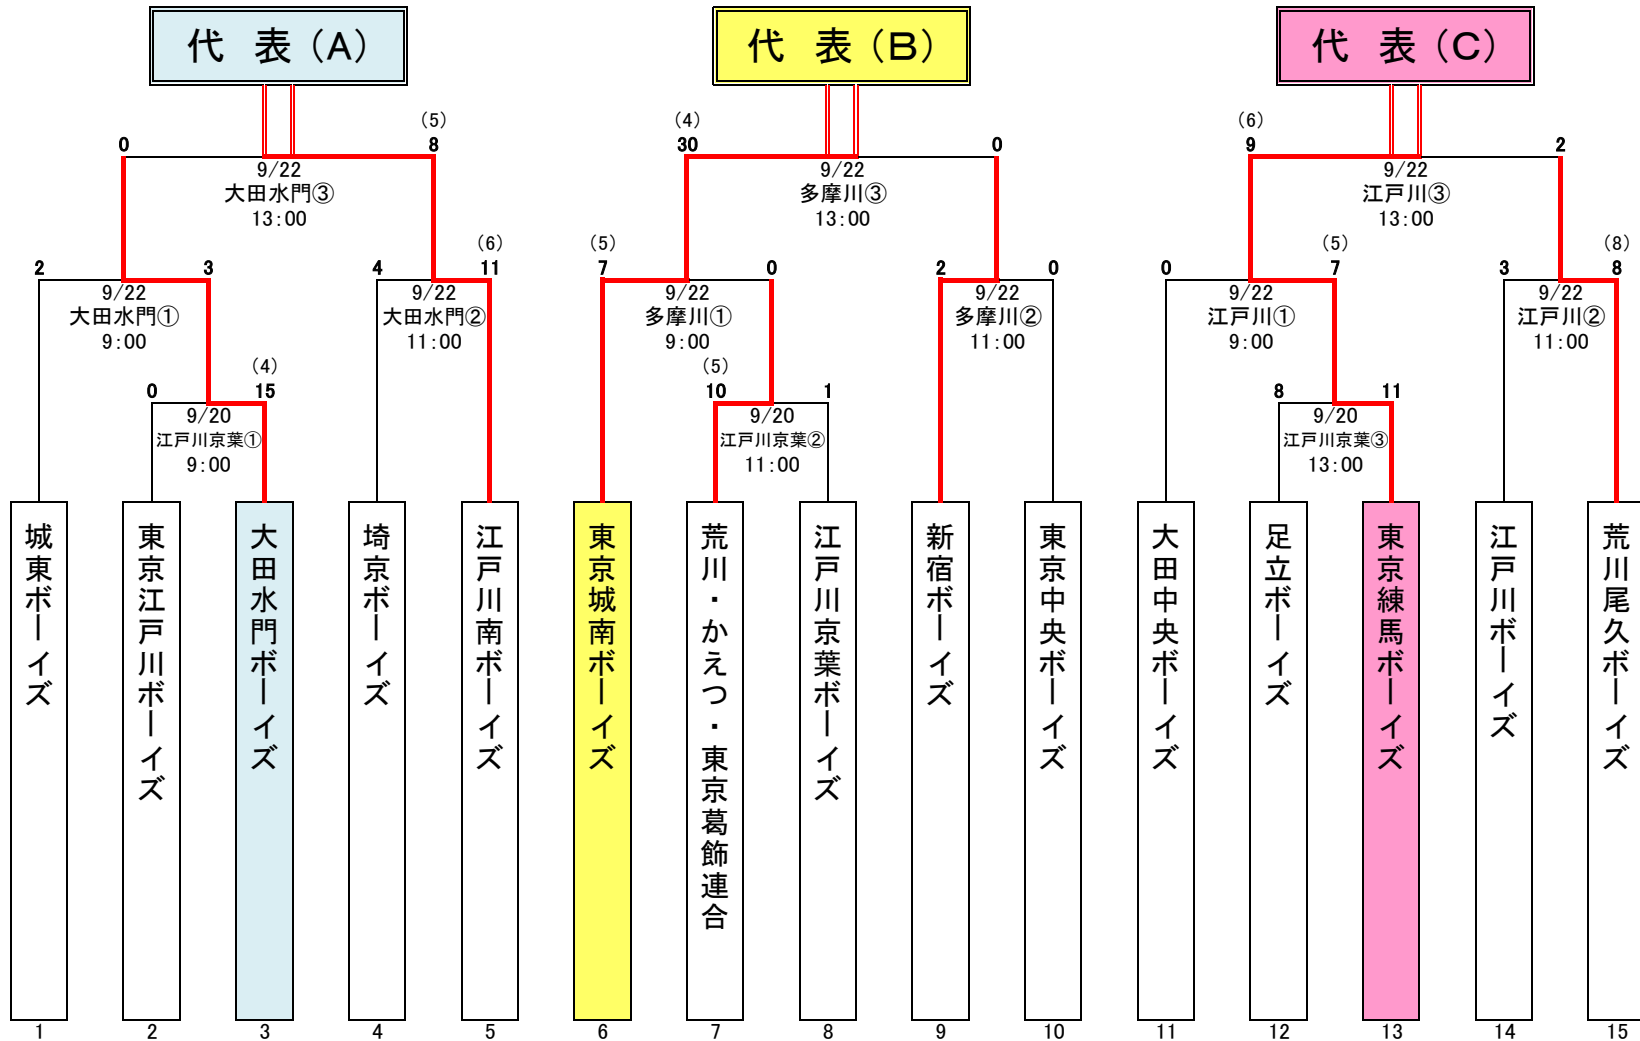 代 表（A）
代 表（B）
代 表（C）
0
(5)
8
9/22
大田水門③
13:00
(4)
30
0
9/22
多摩川③
13:00
(6)
9
2
9/22
江戸川③
13:00
2
3
9/22
大田水門①
9:00
4
(6)
11
9/22
大田水門②
11:00
(5)
7
0
9/22
多摩川①
9:00
2
0
9/22
多摩川②
11:00
0
(5)
7
9/22
江戸川①
9:00
3
(8)
8
9/22
江戸川②
11:00
0
(4)
15
9/20
江戸川京葉①
9:00
(5)
10
1
9/20
江戸川京葉②
11:00
8
11
9/20
江戸川京葉③
13:00
城東ボーイズ
東京江戸川ボーイズ
大田水門ボーイズ
埼京ボーイズ
江戸川南ボーイズ
東京城南ボーイズ
荒川・かえつ・東京葛飾連合
江戸川京葉ボーイズ
新宿ボーイズ
東京中央ボーイズ
大田中央ボーイズ
足立ボーイズ
東京練馬ボーイズ
江戸川ボーイズ
荒川尾久ボーイズ
1
2
3
4
5
6
7
8
9
10
11
12
13
14
15